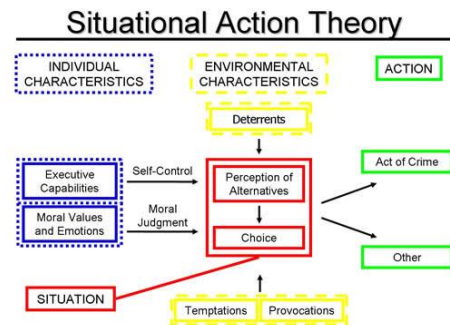 Situational Action Theory
INDIVIDUAL
CHARACTERISTICS
ENVIRONMENTAL
CHARACTERISTICS
ACTION
Deterrents
Executive
Capabilities
Self-Control
Perception of
Alternatives
Act of Crime
Moral Values
and Emotions
Moral
Judgment
Choice
Other
SITUATION
Temptations
Provocations